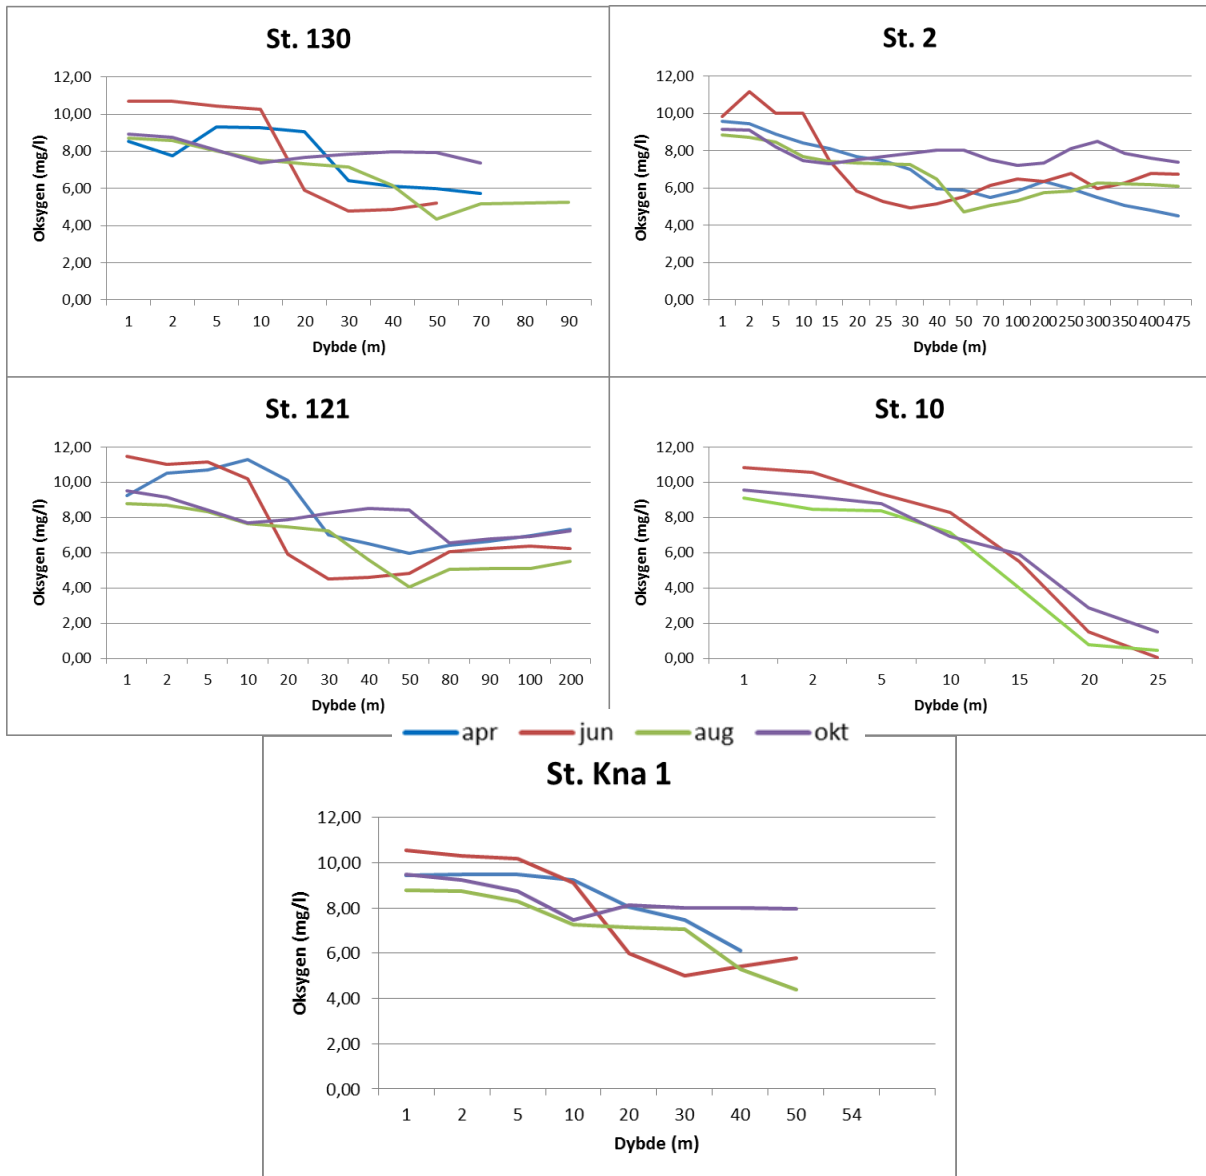 St. 130
12,00
10,00
8,00
6,00
4,00
2,00
0,00
Oksygen (mg/l)
1 2 5 10 20 30 40 50 70 80 90
Dybde (m)
St. 2
12,00
10,00
8,00
6,00
4,00
2,00
0,00
Oksygen (mg/l)
1 2 5 10 15 20 25 30 40 50 70 100 200 250 300 350 400 475
Dybde (m)
St. 121
12,00
10,00
8,00
6,00
4,00
2,00
0,00
Oksygen (mg/l)
1 2 5 10 20 30 40 50 80 90 100 200
Dybde (m)
St. 10
12,00
10,00
8,00
6,00
4,00
2,00
0,00
Oksygen (mg/l)
1 2 5 10 15 20 25
Dybde (m)
apr jun aug okt
St. Kna 1
12,00
10,00
8,00
6,00
4,00
2,00
0,00
Oksygen (mg/l)
1 2 5 10 20 30 40 50 54
Dybde (m)